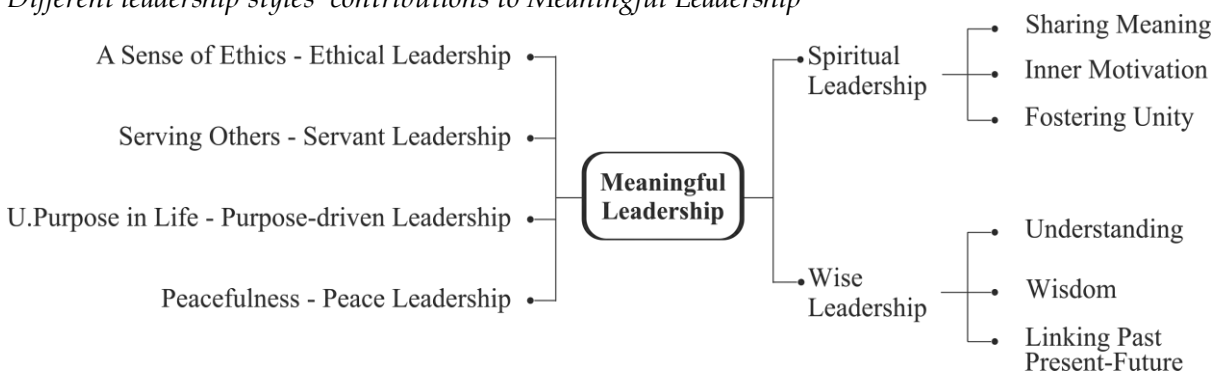 Different leadership styles' contributions to Meaningful Leadership
A Sense of Ethics - Ethical Leadership
Serving Others - Servant Leadership
U.Purpose in Life - Purpose-driven Leadership
Peacefulness - Peace Leadership
Meaningful
Leadership
Spiritual
Leadership
Sharing Meaning
Inner Motivation
Fostering Unity
Wise
Leadership
Understanding
Wisdom
Linking Past
Present-Future